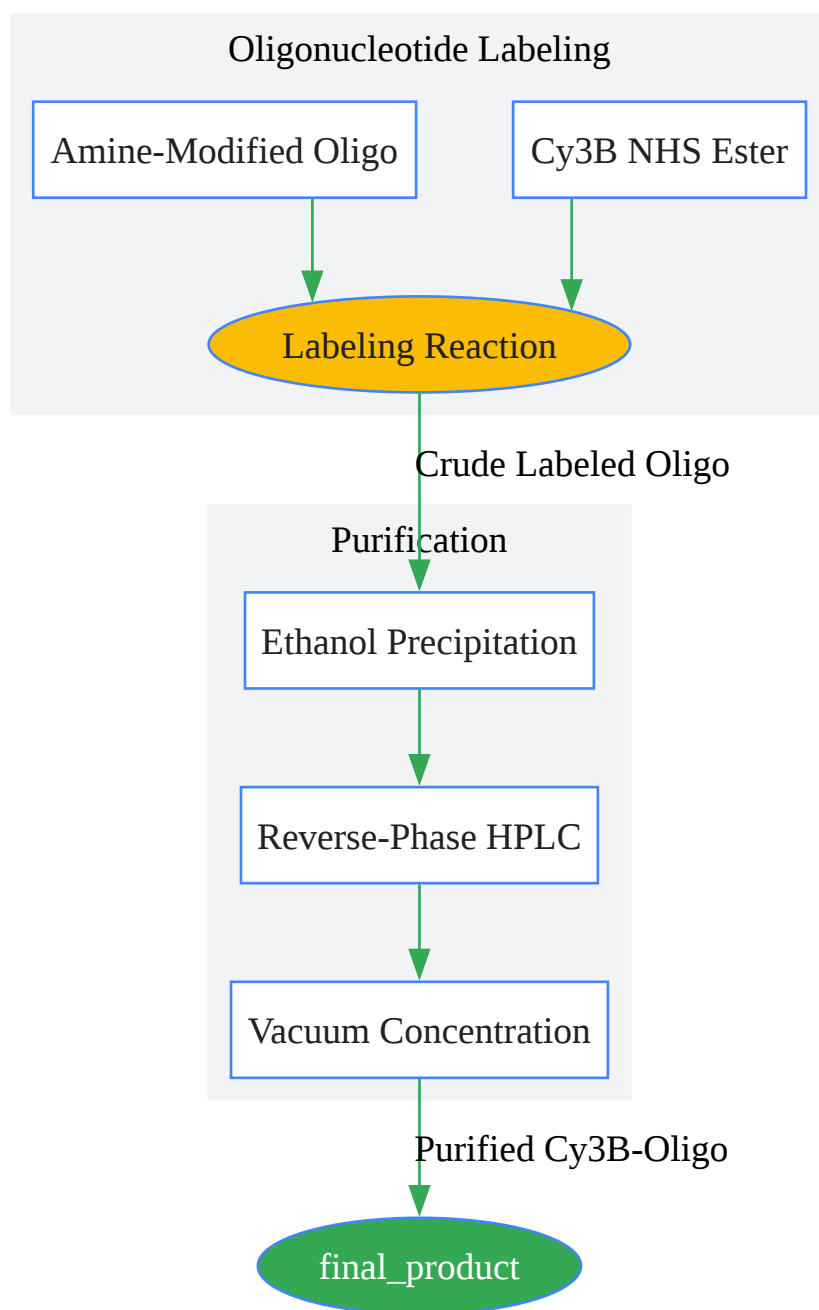 Oligonucleotide Labeling
Amine-Modified Oligo
Cy3B NHS Ester
Labeling Reaction
Crude Labeled Oligo
Purification
Ethanol Precipitation
Reverse-Phase HPLC
Vacuum Concentration
Purified Cy3B-Oligo
final_product